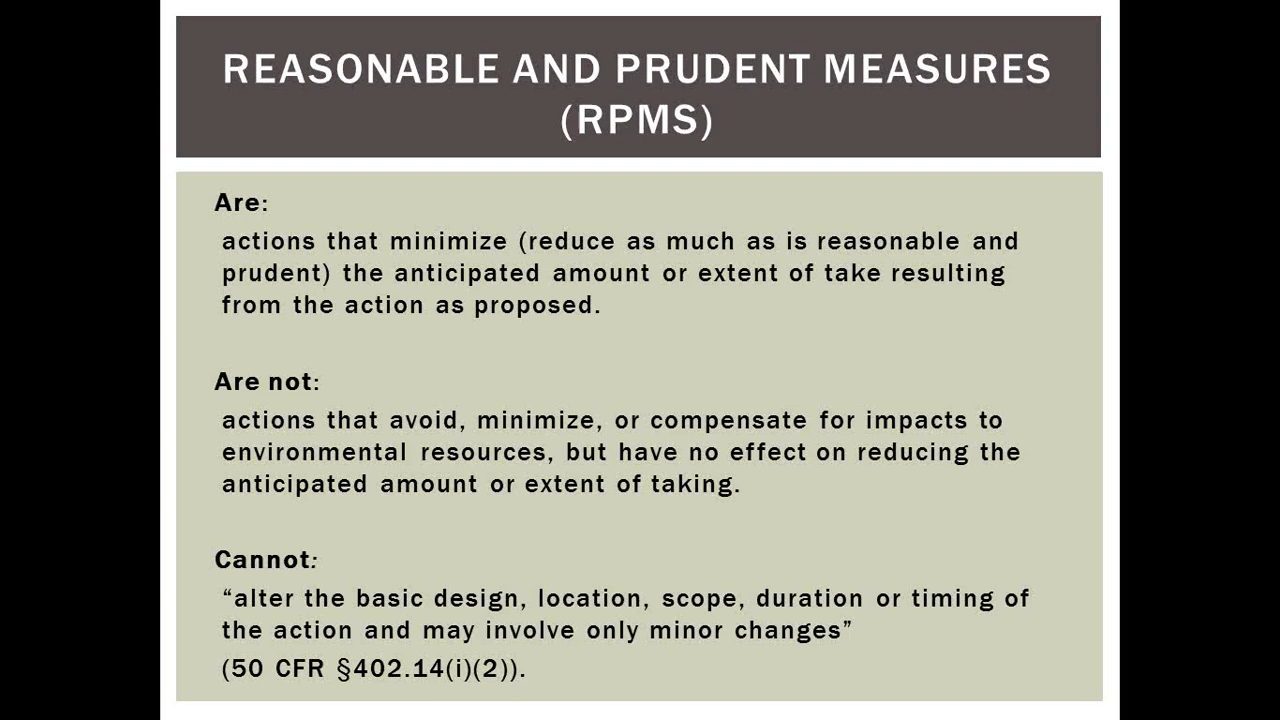 REASONABLE AND PRUDENT MEASURES
(RPMS)
Are:
actions that minimize (reduce as much as is reasonable and
prudent) the anticipated amount or extent of take resulting
from the action as proposed.
Are not:
actions that avoid, minimize, or compensate for impacts to
environmental resources, but have no effect on reducing the
anticipated amount or extent of taking.
Cannot:
“alter the basic design, location, scope, duration or timing of
the action and may involve only minor changes”
(50 CFR §402.14(i)(2)).